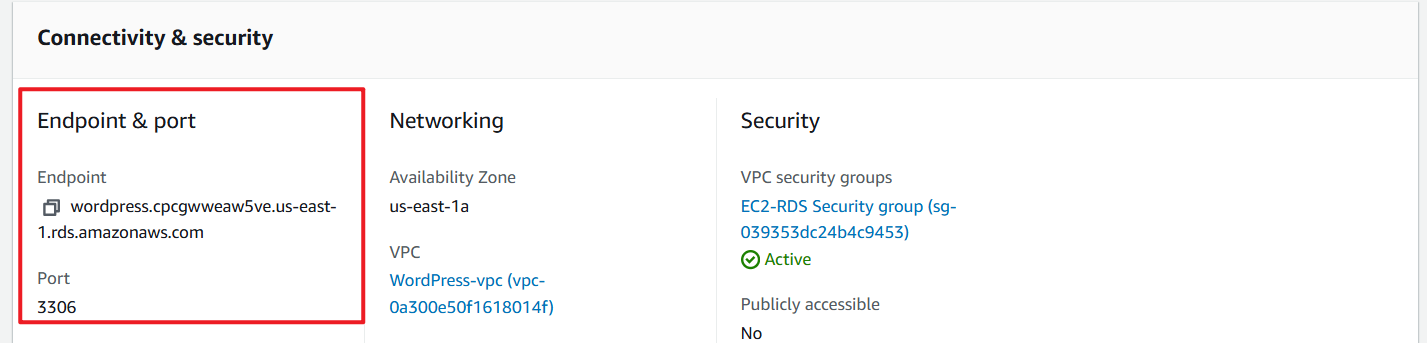 Connectivity & security
Endpoint & port
Endpoint
wordpress.cpcgwweaw5ve.us-east-
1.rds.amazonaws.com
Port
3306
Networking
Availability Zone
us-east-1a
VPC
WordPress-vpc (vpc-
0a300e50f1618014f)
Security
VPC security groups
EC2-RDS Security group (sg-
039353dc24b4c9453)
Active
Publicly accessible
No